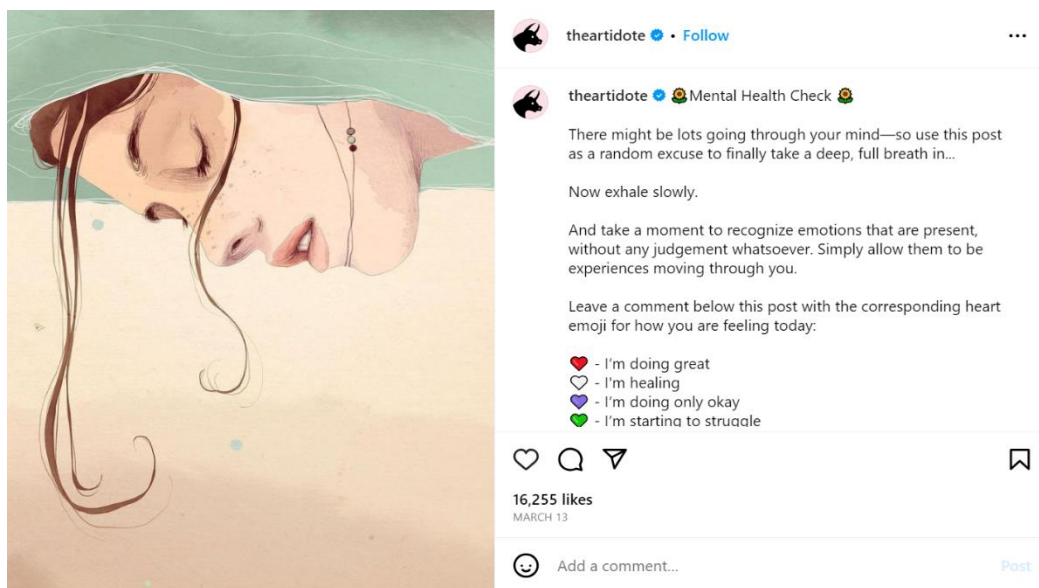 theartidote • Follow
theartidote 🌻Mental Health Check 🌻
There might be lots going through your mind—so use this post
as a random excuse to finally take a deep, full breath in...
Now exhale slowly.
And take a moment to recognize emotions that are present,
without any judgement whatsoever. Simply allow them to be
experiences moving through you.
Leave a comment below this post with the corresponding heart
emoji for how you are feeling today:
❤️ - I'm doing great
🤍 - I'm healing
💜 - I'm doing only okay
💚 - I'm starting to struggle
16,255 likes
MARCH 13
Add a comment...
Post